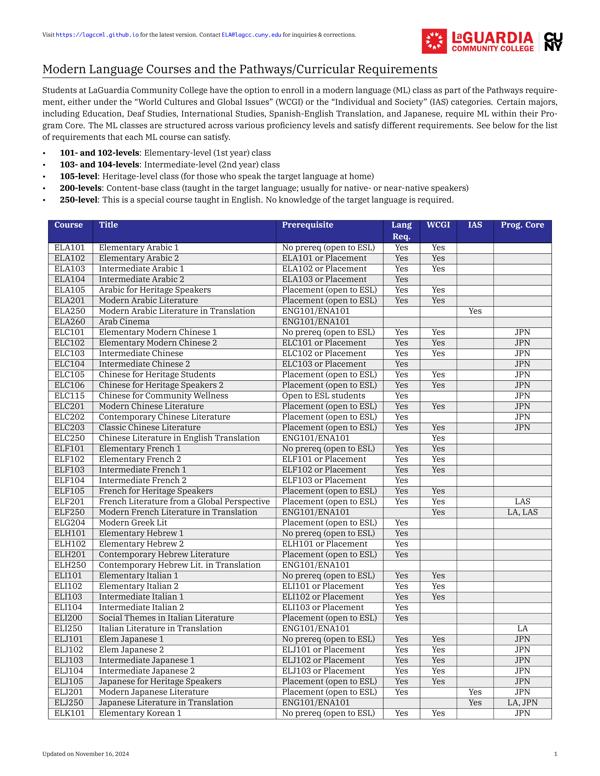 Visit https://lagccml.github.io for the latest version. Contact ELA@lagcc.cuny.edu for inquiries & exceptions.
LAGUARDIA
COMMUNITY COLLEGE
CU
NY
Modern Language Courses and the Pathways/Curricular Requirements
Students at LaGuardia Community College have the option to enroll in a modern language (ML) class as part of the Pathways require-
ment, either under the “World Cultures and Global Issues” (WCGI) or the “Individual and Society” (IAS) categories. Certain majors,
including Education, Deaf Studies, International Studies, Spanish-English Translation, and Japanese, require ML within their Pro-
gram Core. The ML classes are structured across various proficiency levels and satisfy different requirements. See below for the list
of requirements that each ML course can satisfy.
• 101- and 102-levels: Elementary-level (1st year) class
• 103- and 104-levels: Intermediate-level (2nd year) class
• 105-level: Heritage-level class (for those who speak the target language at home)
• 200-levels: Content-base class (taught in the target language; usually for native- or near-native speakers)
• 250-level: This is a special course taught in English. No knowledge of the target language is required.
Course Title Prerequisite Lang Req. WCGI IAS Prog. Core
ELA101 Elementary Arabic 1 No prereq (open to ESL) Yes Yes
ELA102 Elementary Arabic 2 ELA101 or Placement Yes Yes
ELA103 Intermediate Arabic 1 ELA102 or Placement Yes Yes
ELA104 Intermediate Arabic 2 ELA103 or Placement Yes
ELA105 Arabic for Heritage Speakers Placement (open to ESL) Yes Yes
ELA201 Modern Arabic Literature Placement (open to ESL) Yes Yes
ELA250 Modern Arabic Literature in Translation ENG101/ENA101 Yes
ELA260 Arab Cinema ENG101/ENA101
ELC101 Elementary Modern Chinese 1 No prereq (open to ESL) Yes Yes JPN
ELC102 Elementary Modern Chinese 2 ELC101 or Placement Yes Yes JPN
ELC103 Intermediate Chinese ELC102 or Placement Yes Yes JPN
ELC104 Intermediate Chinese 2 ELC103 or Placement Yes JPN
ELC105 Chinese for Heritage Students Placement (open to ESL) Yes Yes JPN
ELC106 Chinese for Heritage Speakers 2 Placement (open to ESL) Yes Yes JPN
ELC115 Chinese for Community Wellness Open to ESL students Yes JPN
ELC201 Modern Chinese Literature Placement (open to ESL) Yes Yes JPN
ELC202 Contemporary Chinese Literature Placement (open to ESL) Yes JPN
ELC203 Classic Chinese Literature Placement (open to ESL) Yes Yes JPN
ELC250 Chinese Literature in English Translation ENG101/ENA101 Yes
ELF101 Elementary French 1 No prereq (open to ESL) Yes Yes
ELF102 Elementary French 2 ELF101 or Placement Yes Yes
ELF103 Intermediate French 1 ELF102 or Placement Yes Yes
ELF104 Intermediate French 2 ELF103 or Placement Yes
ELF105 French for Heritage Speakers Placement (open to ESL) Yes Yes
ELF201 French Literature from a Global Perspective Placement (open to ESL) Yes Yes LAS
ELF250 Modern French Literature in Translation ENG101/ENA101 Yes LA, LAS
ELG204 Modern Greek Lit Placement (open to ESL) Yes
ELH101 Elementary Hebrew 1 No prereq (open to ESL) Yes
ELH102 Elementary Hebrew 2 ELH101 or Placement Yes
ELH201 Contemporary Hebrew Literature Placement (open to ESL) Yes
ELH250 Contemporary Hebrew Lit. in Translation ENG101/ENA101
ELI101 Elementary Italian 1 No prereq (open to ESL) Yes Yes
ELI102 Elementary Italian 2 ELI101 or Placement Yes Yes
ELI103 Intermediate Italian 1 ELI102 or Placement Yes Yes
ELI104 Intermediate Italian 2 ELI103 or Placement Yes
ELI200 Social Themes in Italian Literature Placement (open to ESL) Yes
ELI250 Italian Literature in Translation ENG101/ENA101 LA
ELJ101 Elem Japanese 1 No prereq (open to ESL) Yes Yes JPN
ELJ102 Elem Japanese 2 ELJ101 or Placement Yes Yes JPN
ELJ103 Intermediate Japanese 1 ELJ102 or Placement Yes Yes JPN
ELJ104 Intermediate Japanese 2 ELJ103 or Placement Yes Yes JPN
ELJ105 Japanese for Heritage Speakers Placement (open to ESL) Yes Yes JPN
ELJ201 Modern Japanese Literature Placement (open to ESL) Yes Yes JPN
ELJ250 Japanese Literature in Translation ENG101/ENA101 Yes LA, JPN
ELK101 Elementary Korean 1 No prereq (open to ESL) Yes Yes JPN
Updated on November 16, 2024
1